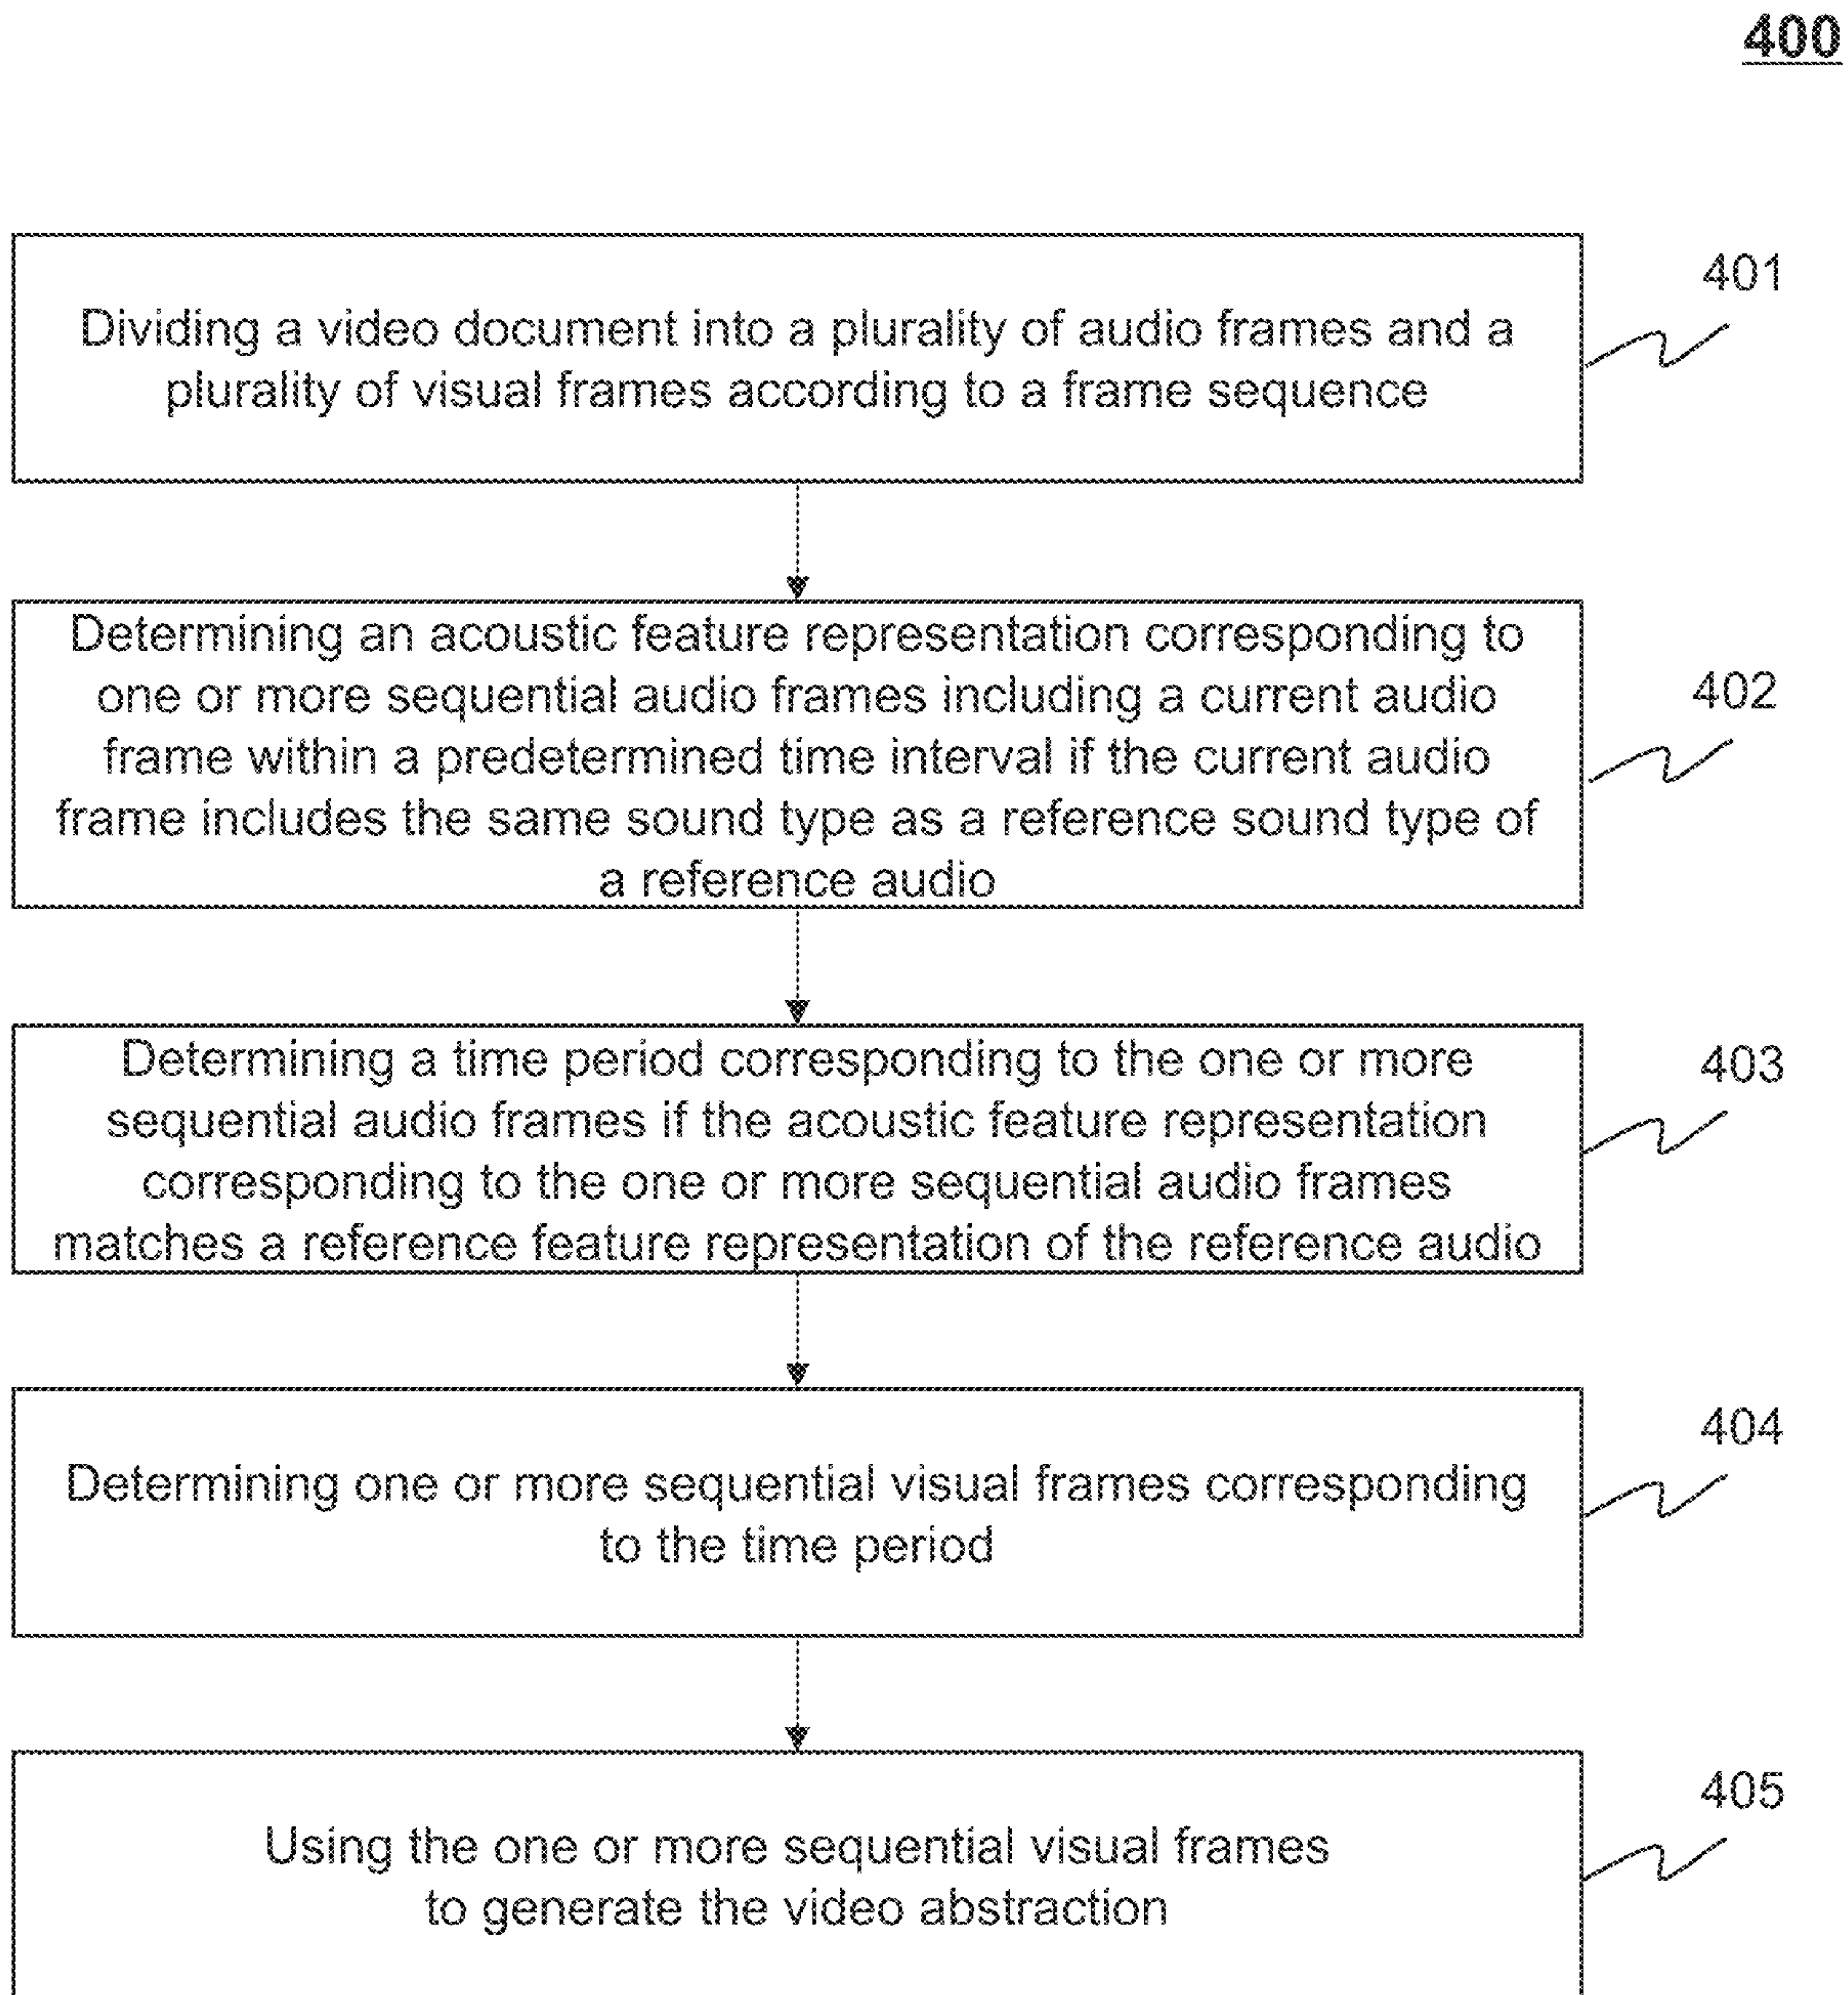 400
Dividing a video document into a plurality of audio frames and a
plurality of visual frames according to a frame sequence
401
Determining an acoustic feature representation corresponding to
one or more sequential audio frames including a current audio
frame within a predetermined time interval if the current audio
frame includes the same sound type as a reference sound type of
a reference audio
402
Determining a time period corresponding to the one or more
sequential audio frames if the acoustic feature representation
corresponding to the one or more sequential audio frames
matches a reference feature representation of the reference audio
403
Determining one or more sequential visual frames corresponding
to the time period
404
Using the one or more sequential visual frames
to generate the video abstraction
405